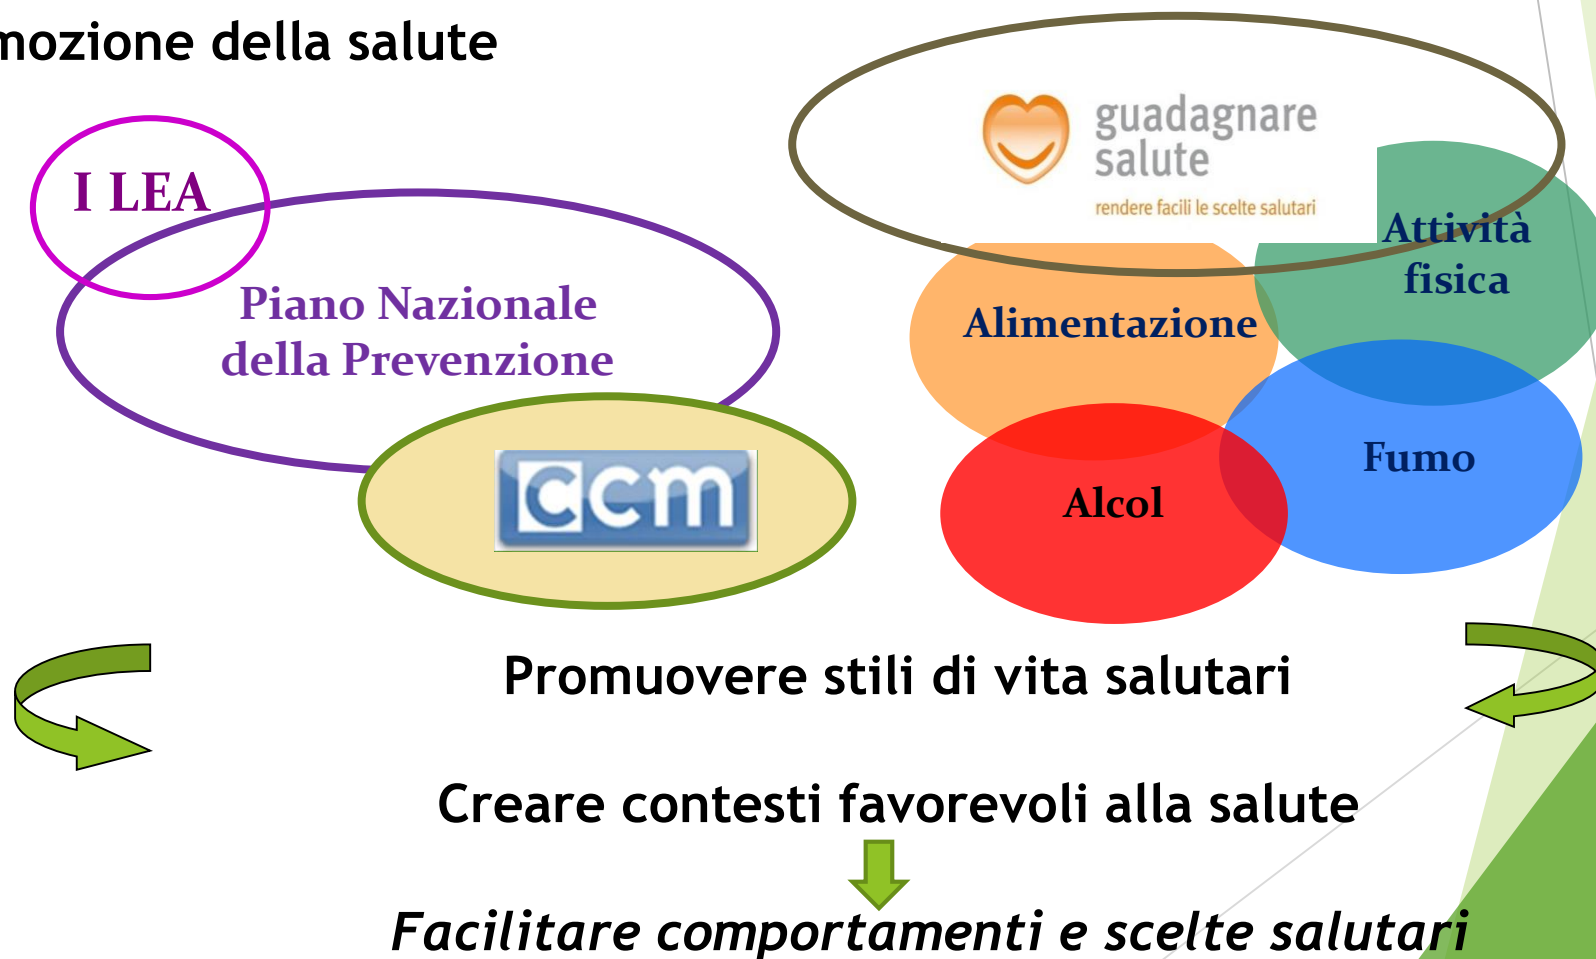 mozione della salute
guadagnare
salute
rendere facili le scelte salutari
I LEA
Attività
fisica
Piano Nazionale
della Prevenzione
Alimentazione
Fumo
ccm
Alcol
Promuovere stili di vita salutari
Creare contesti favorevoli alla salute
Facilitare comportamenti e scelte salutari